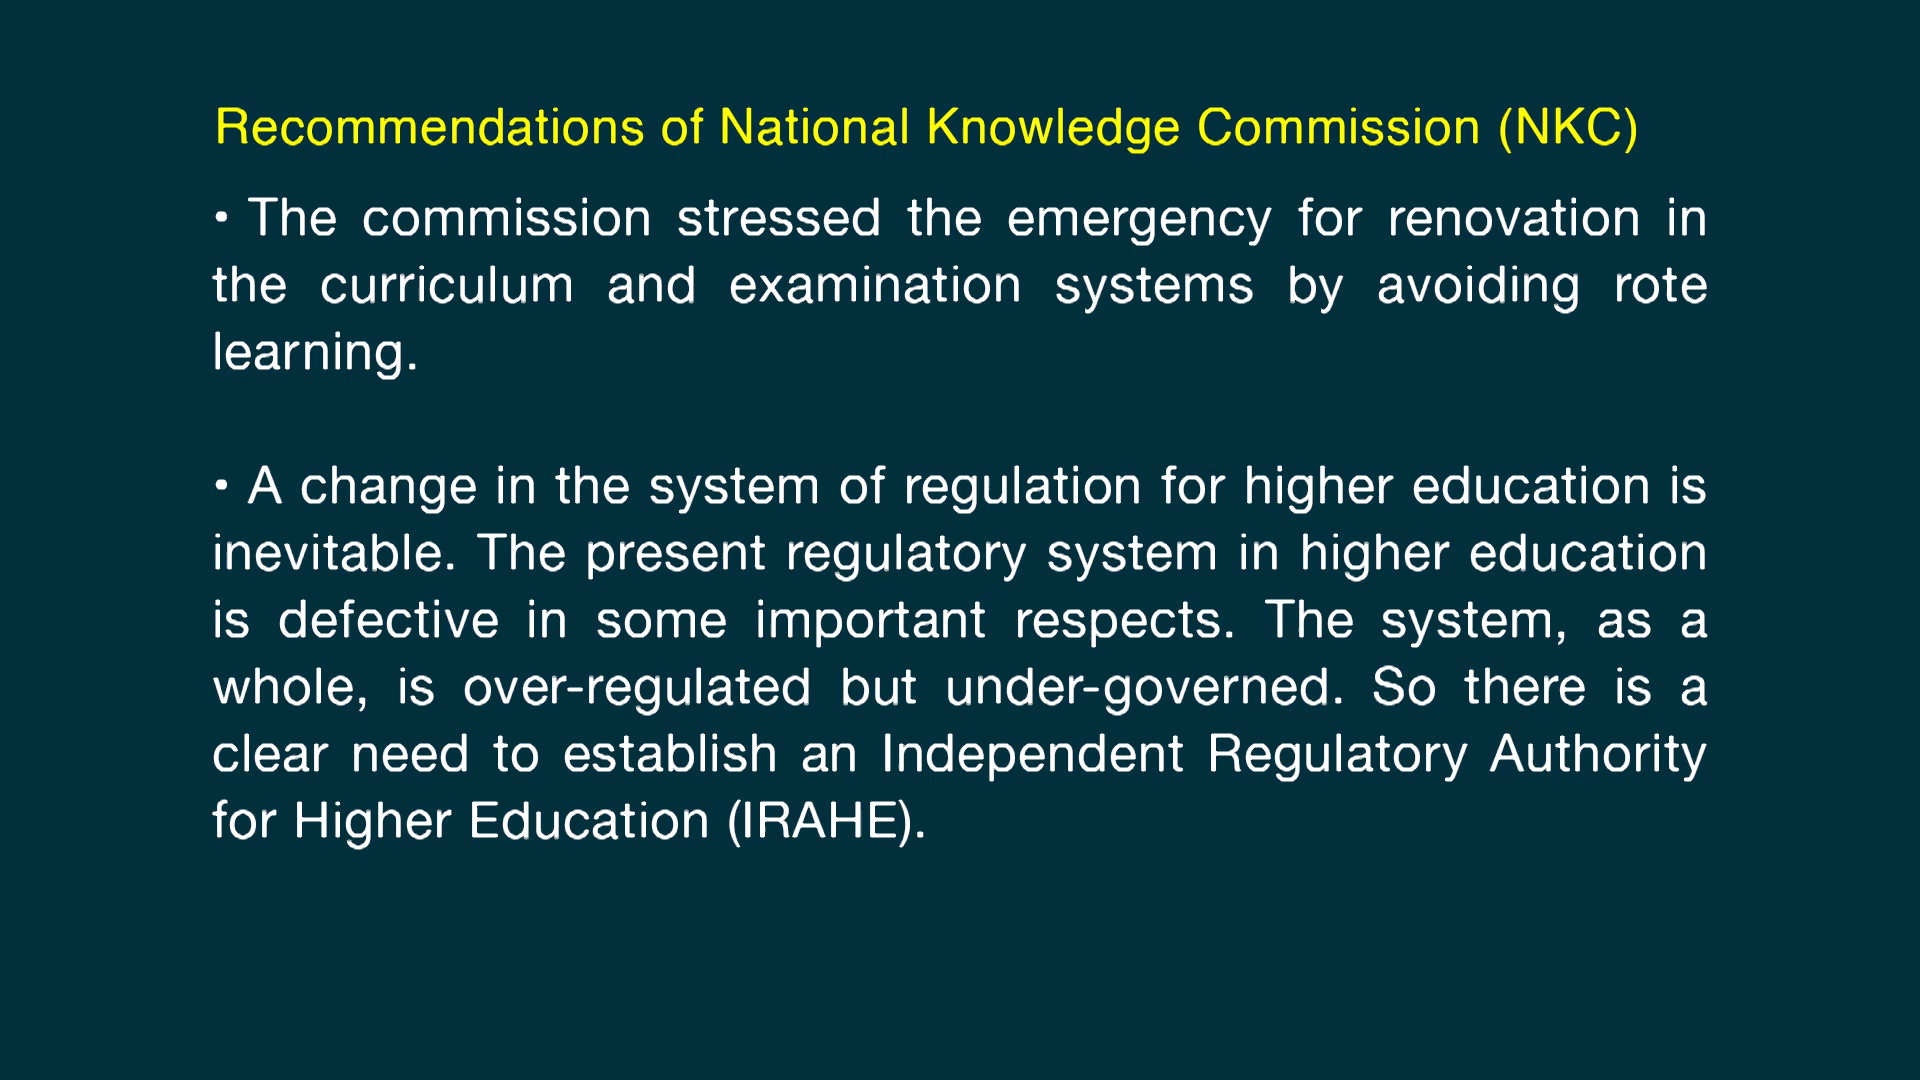 Recommendations of National Knowledge Commission (NKC)
• The commission stressed the emergency for renovation in
the curriculum and examination systems by avoiding rote
learning.
• A change in the system of regulation for higher education is
inevitable. The present regulatory system in higher education
is defective in some important respects. The system, as a
whole, is over-regulated but under-governed. So there is a
clear need to establish an Independent Regulatory Authority
for Higher Education (IRAHE).